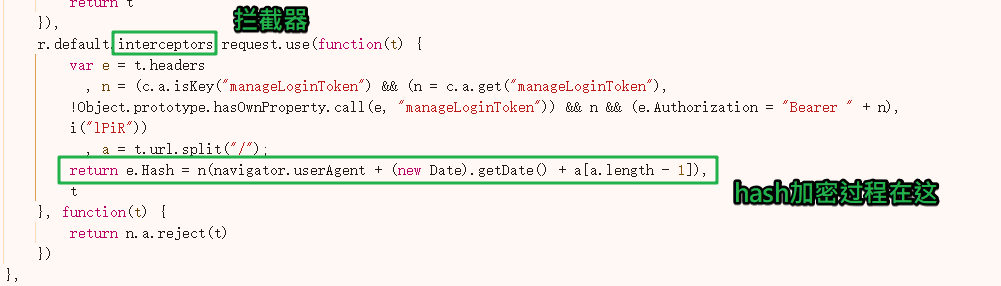 return t
拦截器
}),
r.default.interceptors.request.use(function(t) {
var e = t.headers
, n = (c.a.isKey("manageLoginToken") && (n = c.a.get("manageLoginToken"),
!Object.prototype.hasOwnProperty.call(e, "manageLoginToken")) && n && (e.Authorization = "Bearer " + n),
i("lPiR"))
, a = t.url.split("/");
return e.Hash = n(navigator.userAgent + (new Date).getDate() + a[a.length - 1]),
t
hash加密过程在这
}, function(t) {
return n.a.reject(t)
})
},